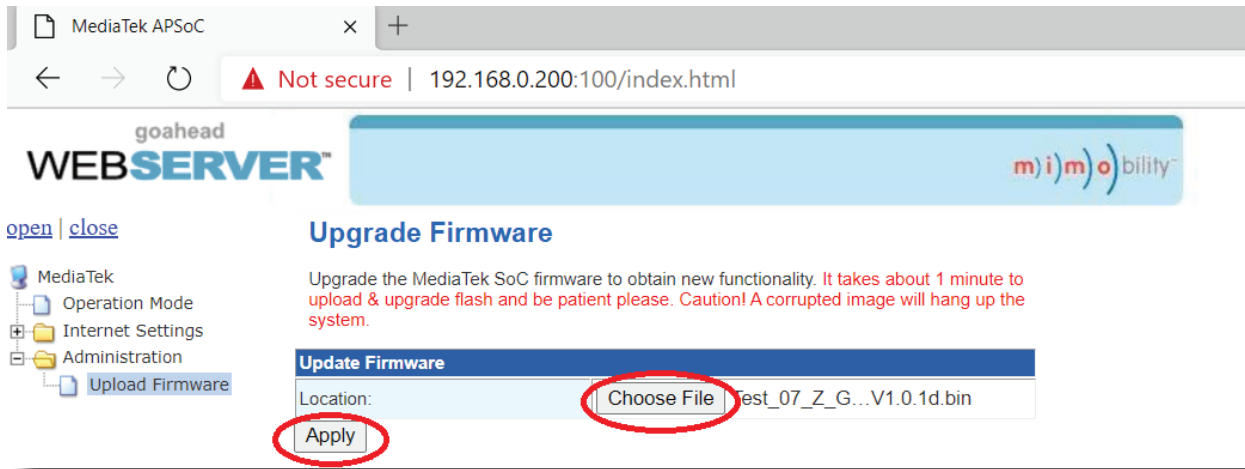 MediaTek APSoC
Not secure | 192.168.0.200:100/index.html
goahead
WEBSERVER™
m)i)m)o)bility™
open | close
Upgrade Firmware
MediaTek
Operation Mode
Internet Settings
Administration
Upload Firmware
Upgrade the MediaTek SoC firmware to obtain new functionality. It takes about 1 minute to
upload & upgrade flash and be patient please. Caution! A corrupted image will hang up the
system.
Update Firmware
Location: Choose File Test_07_Z_G...V1.0.1d.bin
Apply